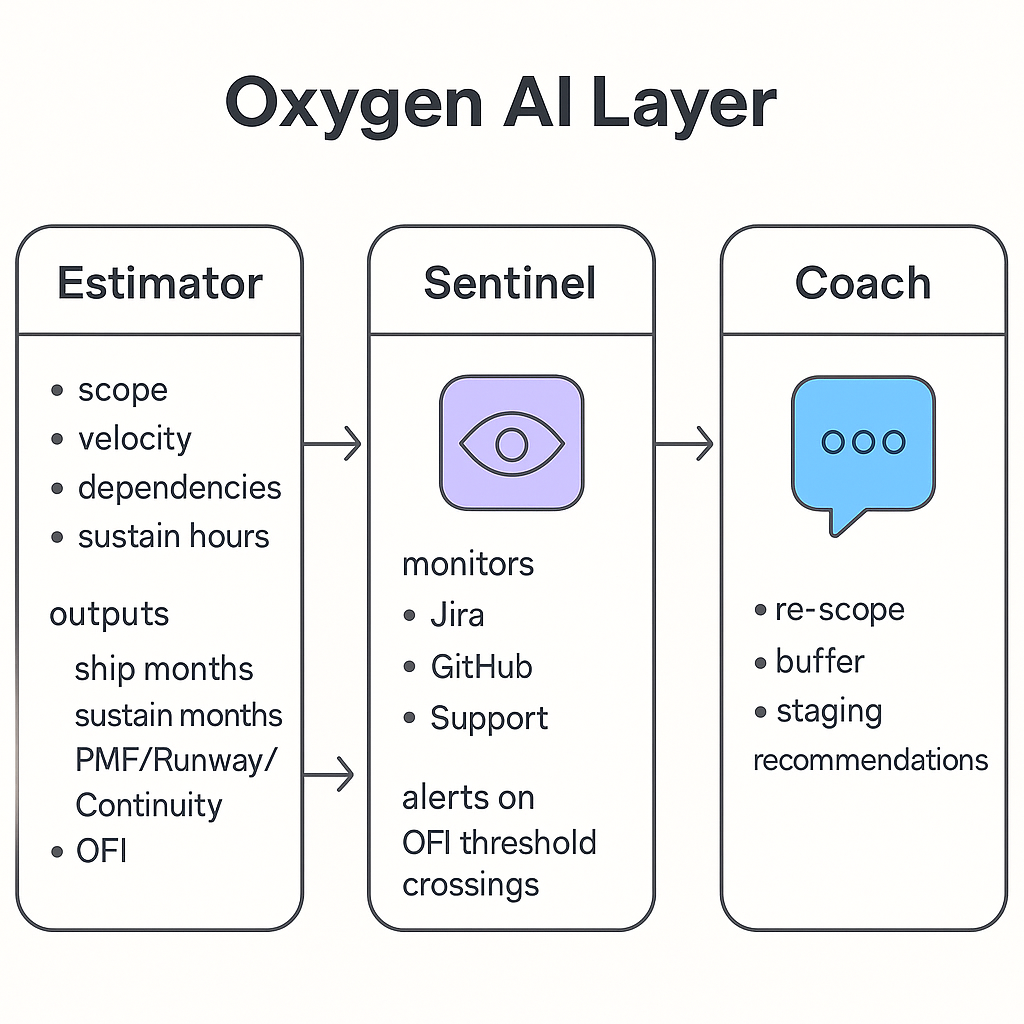 Oxygen AI Layer
Estimator
• scope
• velocity
• dependencies
• sustain hours
outputs
ship months
sustain months
PMF/Runway/
Continuity
• OFI
Sentinel
monitors
• Jira
• GitHub
• Support
alerts on
OFI threshold
crossings
Coach
• re-scope
• buffer
• staging
recommendations